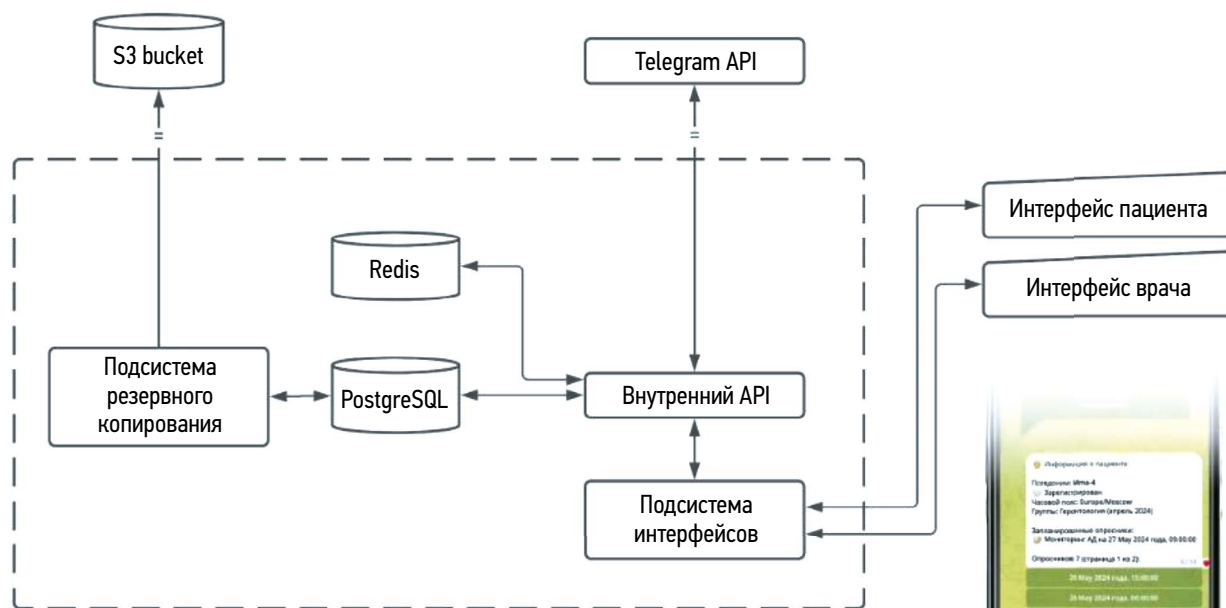 S3 bucket
Telegram API
Интерфейс пациента
Redis
Интерфейс врача
Подсистема
резервного
копирования
PostgreSQL
Внутренний API
Подсистема
интерфейсов
Информация о пациенте
Псевдоним: Irma-4
Зарегистрирован
Часовой пояс: Europe/Moscow
Группы: Геронтология (апрель 2024)
Запланированные опросники:
Мониторинг АД на 27 May 2024 года, 09:00:00
Опросников: 7 (страница 1 из 2):
26 May 2024 года, 15:00:00
26 May 2024 года, 06:00:00